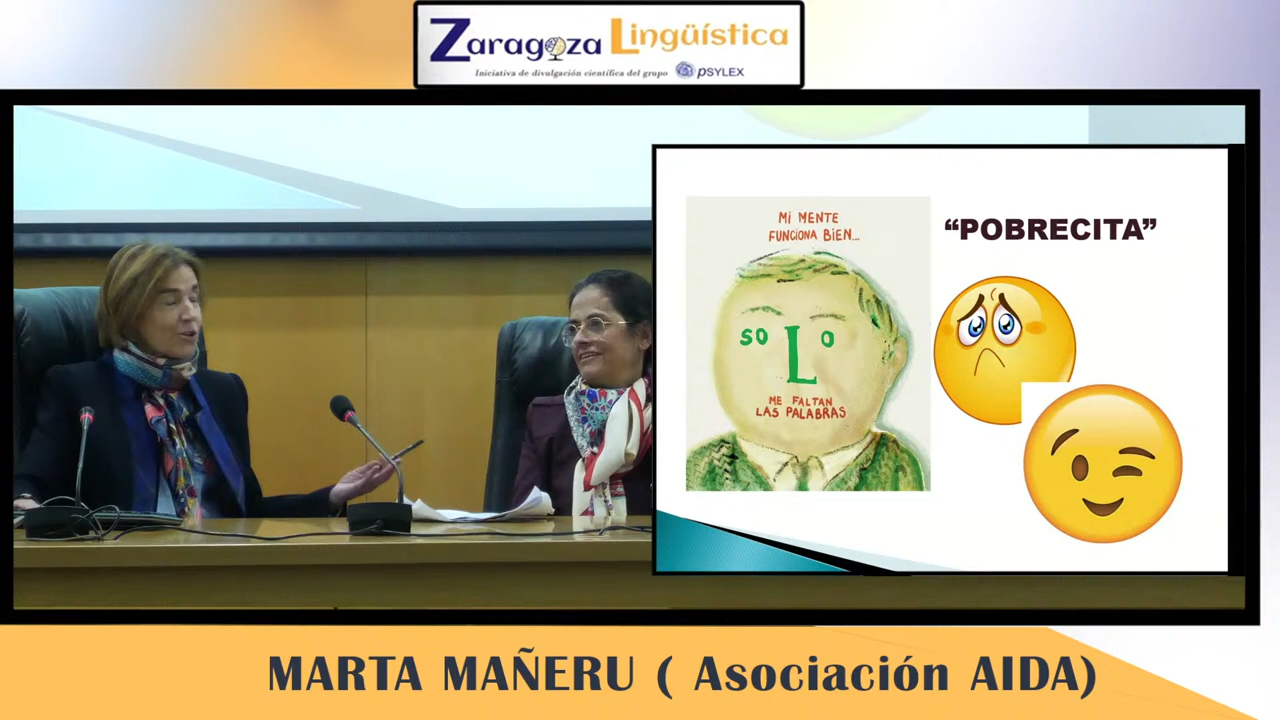 Zaragoza Lingüística
Iniciativa de divulgación científica del grupo PSYLEX
MI MENTE
FUNCIONA BIEN...
SO L O
ME FALTAN
LAS PALABRAS
“POBRECITA”
MARTA MAÑERU ( Asociación AIDA)